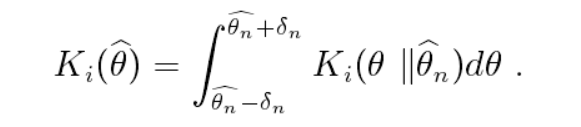 $K_i(\widehat{\theta}) = \int_{\widehat{\theta_n}-\delta_n}^{\widehat{\theta_n}+\delta_n} K_i(\theta \ \|\widehat{\theta}_n)d\theta \ .$